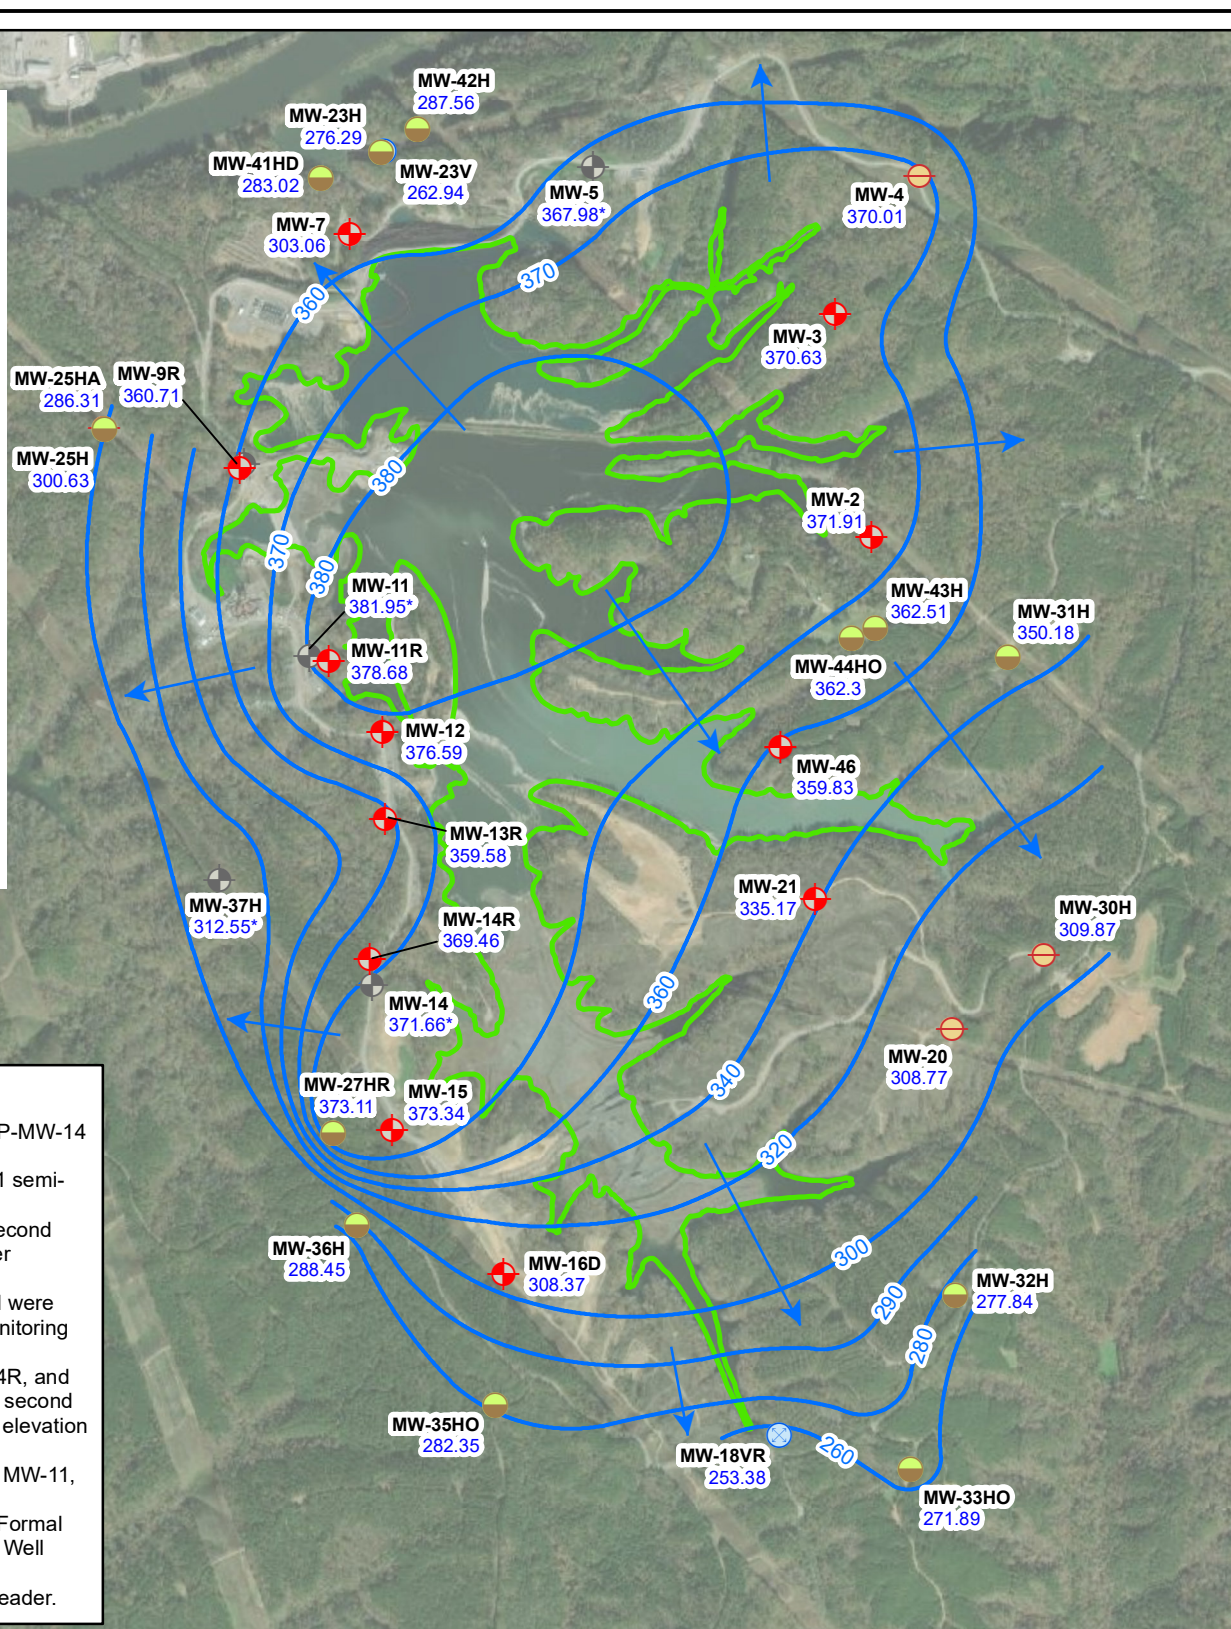 MW-42H
287.56
MW-23H
276.29
MW-41HD
283.02
MW-23V
262.94
MW-5
367.98*
MW-4
370.01
MW-7
303.06
370
360
MW-3
370.63
MW-25HA
286.31
MW-9R
360.71
MW-25H
300.63
380
MW-2
371.91
370
380
MW-11
381.95*
MW-43H
362.51
MW-31H
350.18
MW-11R
378.68
MW-44HO
362.3
MW-12
376.59
MW-46
359.83
MW-13R
359.58
MW-21
335.17
MW-37H
312.55*
MW-14R
369.46
MW-30H
309.87
360
MW-14
371.66*
MW-20
308.77
340
MW-27HR
373.11
MW-15
373.34
320
P-MW-14
1 semi-
econd
er
l were
nitoring
4R, and
second
elevation
MW-11,
Formal
Well
eader.
MW-36H
288.45
MW-16D
308.37
300
MW-32H
277.84
290
280
MW-35HO
282.35
MW-18VR
253.38
260
MW-33HO
271.89